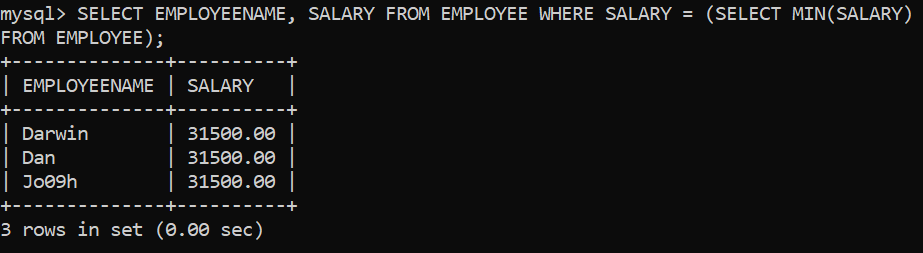 mysql> SELECT EMPLOYEENAME, SALARY FROM EMPLOYEE WHERE SALARY = (SELECT MIN(SALARY)
FROM EMPLOYEE);
+--------------+----------+
| EMPLOYEENAME | SALARY   |
+--------------+----------+
| Darwin       | 31500.00 |
| Dan          | 31500.00 |
| Jo09h        | 31500.00 |
+--------------+----------+
3 rows in set (0.00 sec)